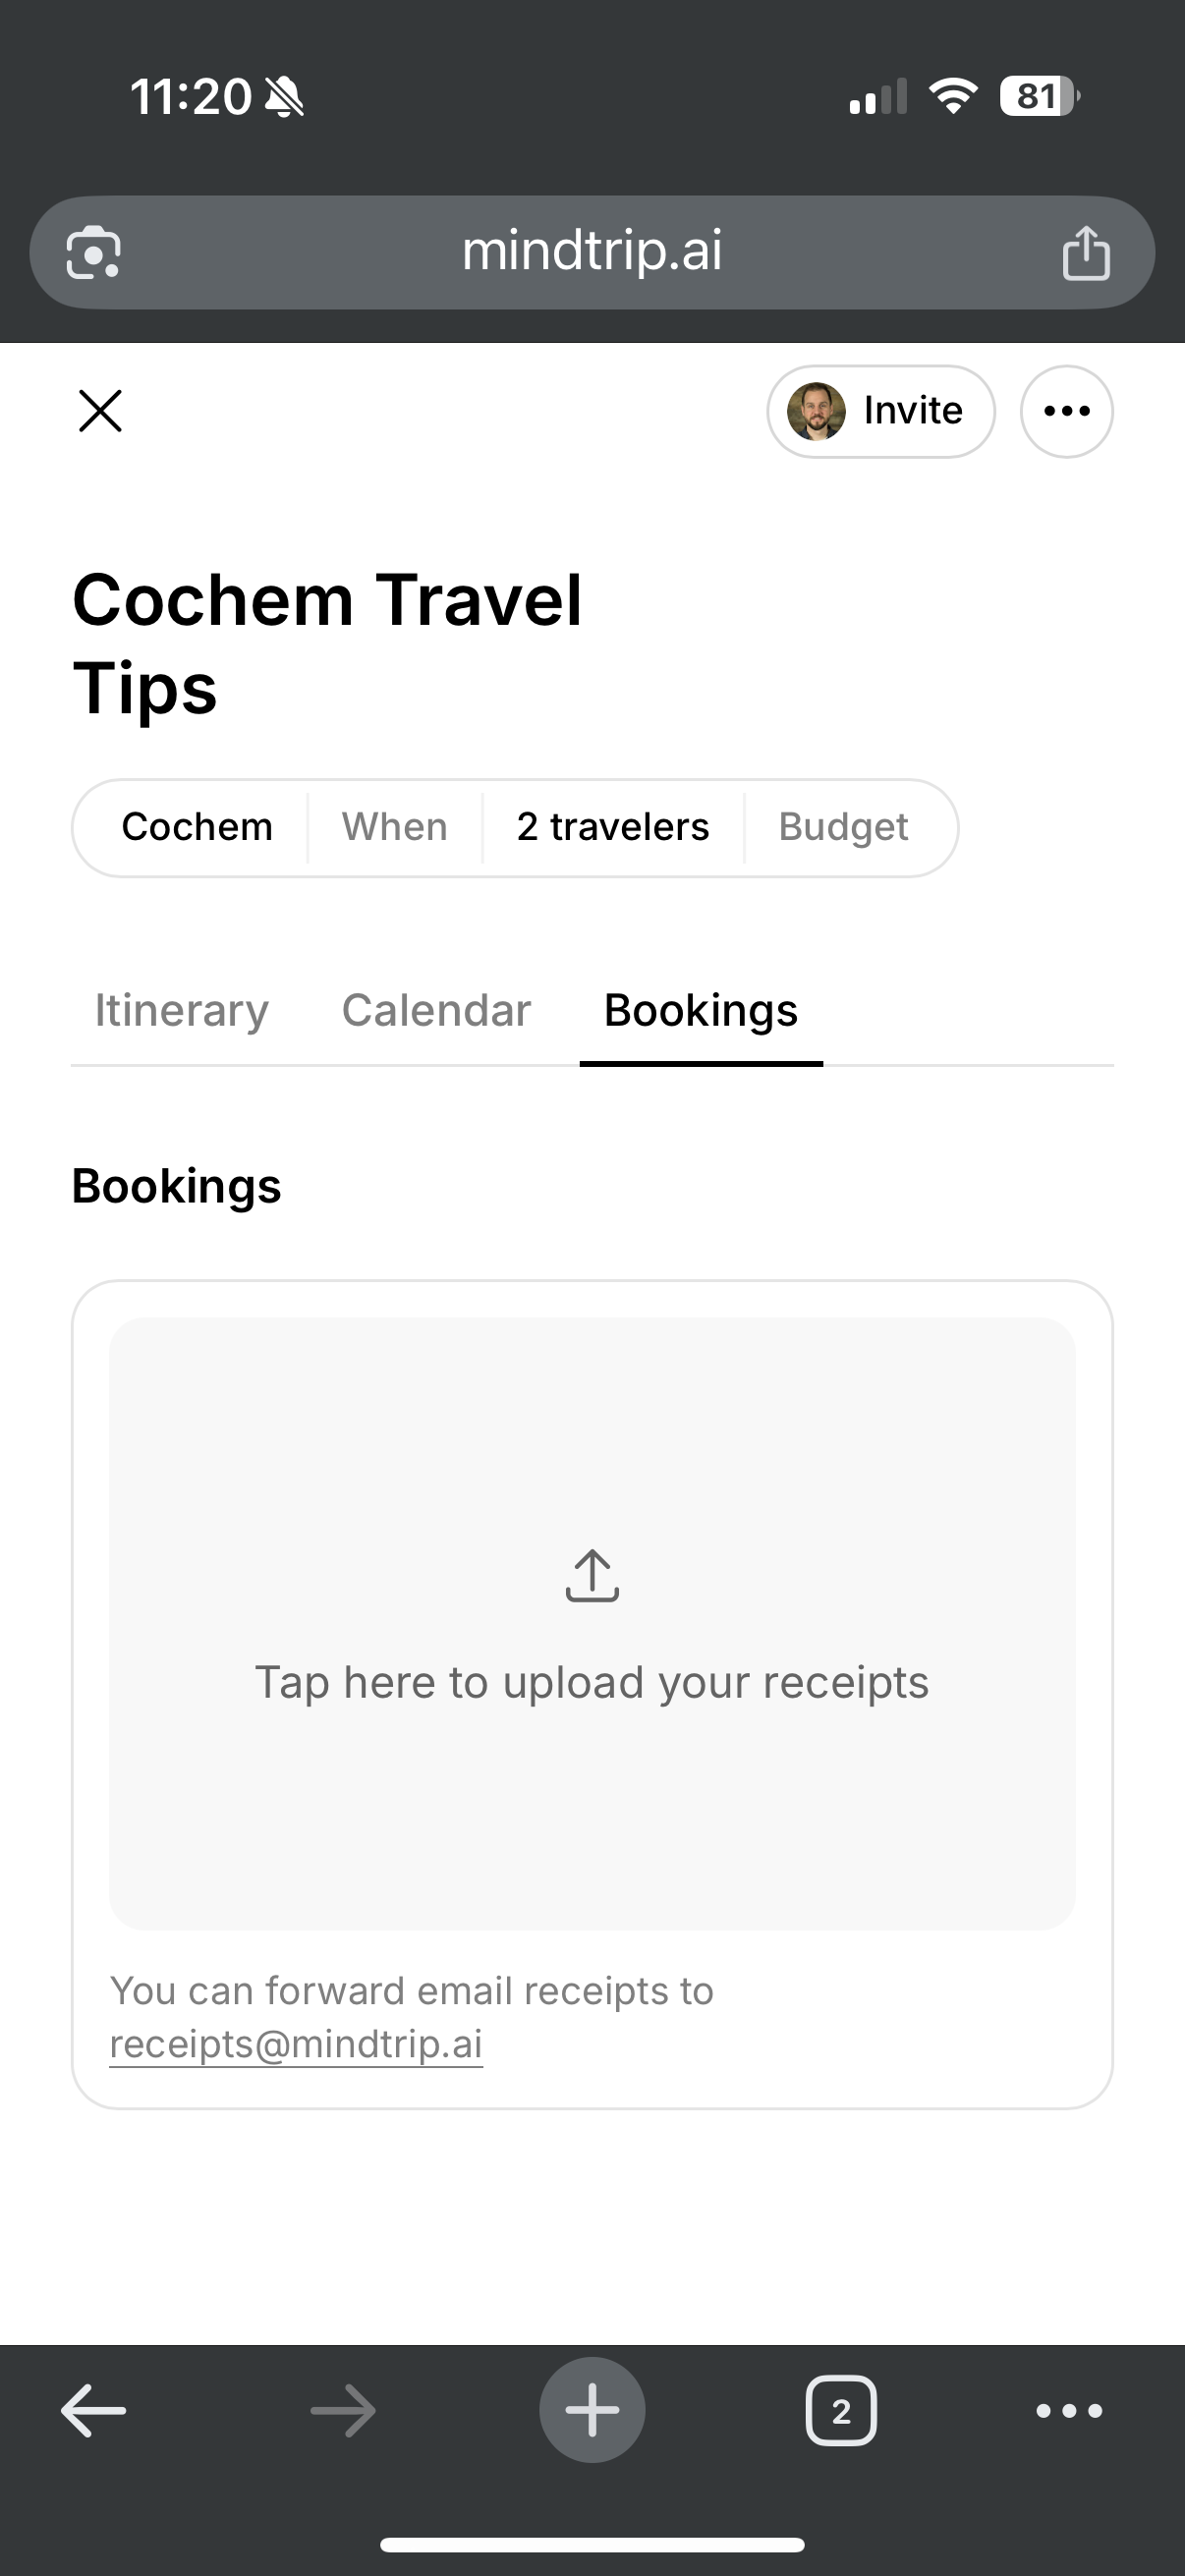 11:20
81
mindtrip.ai
Invite
Cochem Travel
Tips
Cochem
When
2 travelers
Budget
Itinerary
Calendar
Bookings
Bookings
Tap here to upload your receipts
You can forward email receipts to
receipts@mindtrip.ai
2